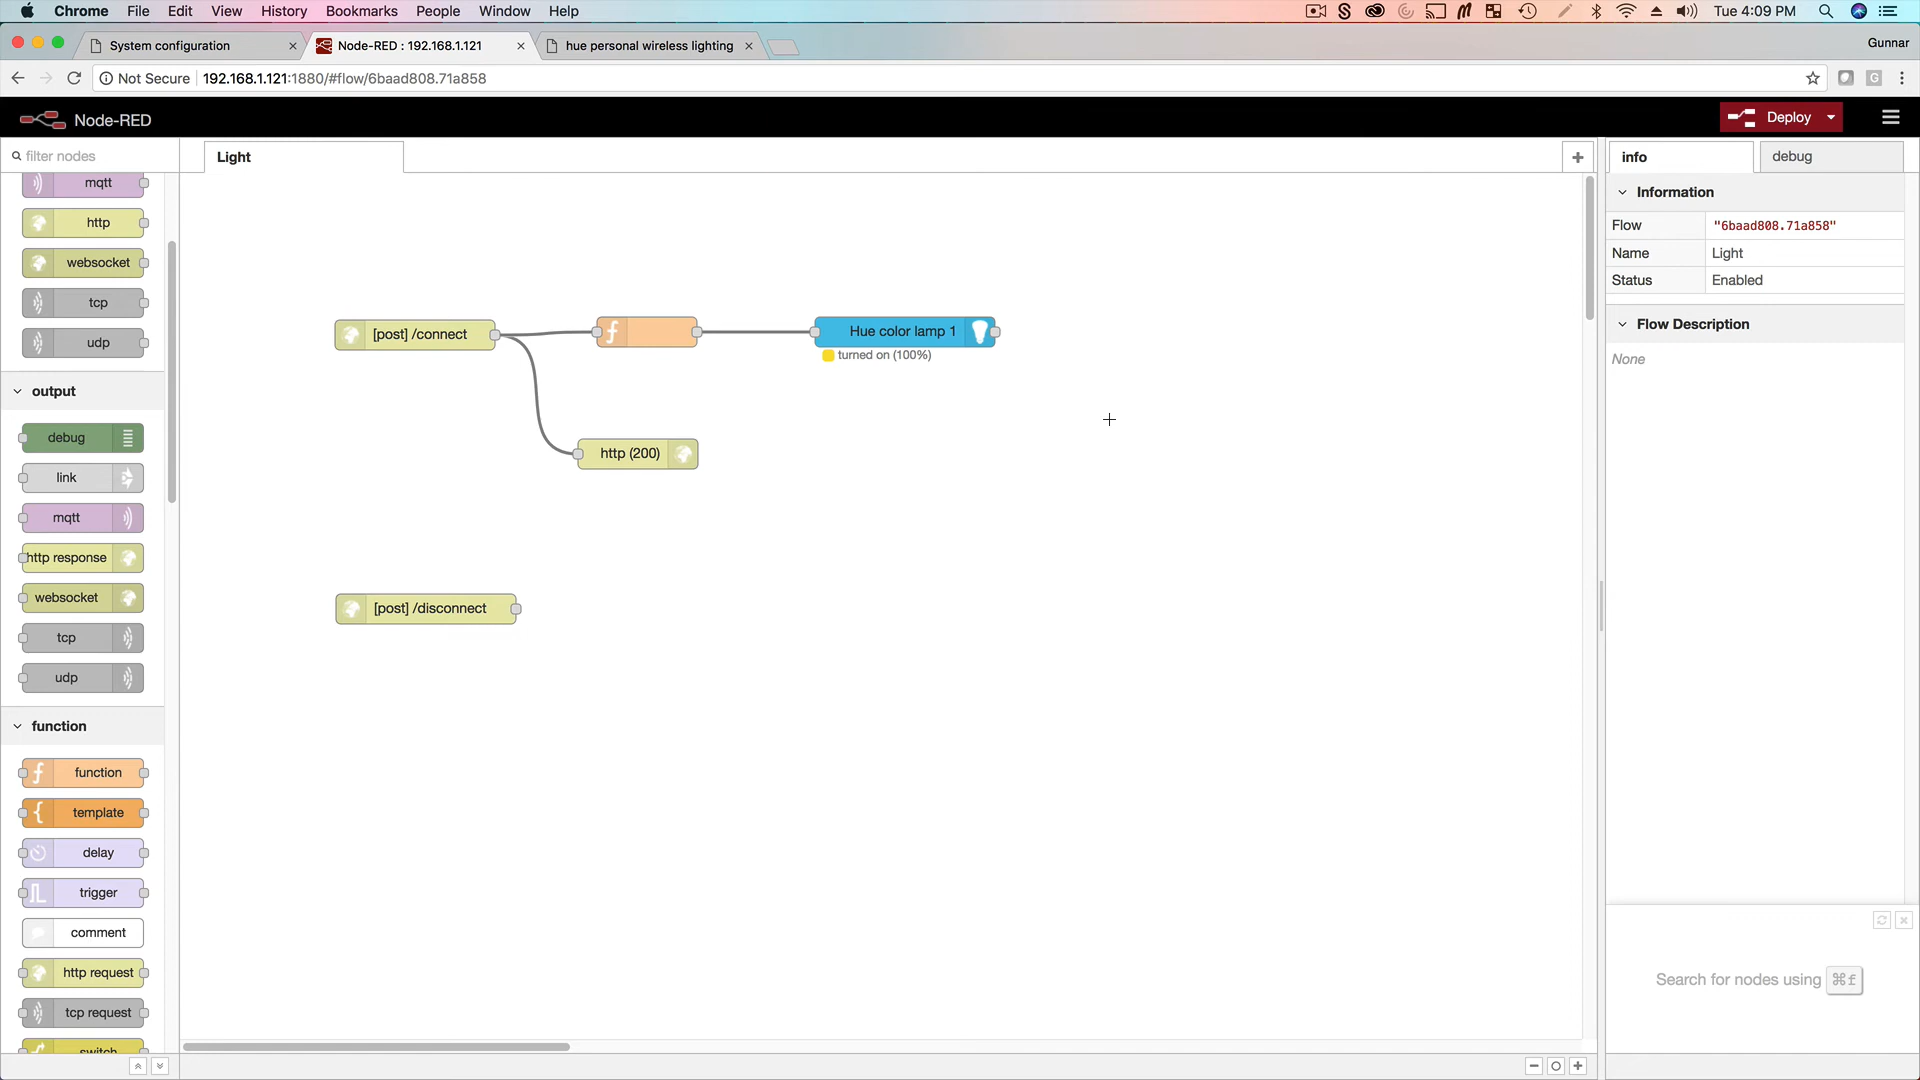 Chrome File Edit View History Bookmarks People Window Help Tue 4:09 PM
System configuration Node-RED : 192.168.1.121 hue personal wireless lighting Gunnar
Not Secure 192.168.1.121:1880/#flow/6baad808.71a858
Node-RED Deploy
filter nodes
Light
info debug
mqtt
http
websocket
tcp
udp
output
debug
link
mqtt
http response
websocket
tcp
udp
function
function
template
delay
trigger
comment
http request
tcp request
switch
[post] /connect
Hue color lamp 1
turned on (100%)
http (200)
[post] /disconnect
Information
Flow "6baad808.71a858"
Name Light
Status Enabled
Flow Description
None
Search for nodes using ⌘f